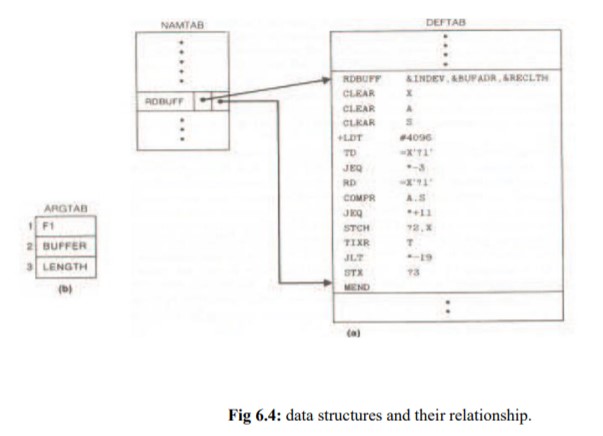 NAMTAB
DEFTAB
RDBUFF
RDBUFF &INDEV,&BUFADR,&RECLTH
CLEAR X
CLEAR A
CLEAR S
+LDT #4096
TD =X'?1'
JEQ *-3
RD =X'?1'
COMPR A,S
JEQ *+11
STCH ?2,X
TIXR T
JLT *-19
STX ?3
MEND
(a)
ARGTAB
1 F1
2 BUFFER
3 LENGTH
(b)
Fig 6.4: data structures and their relationship.